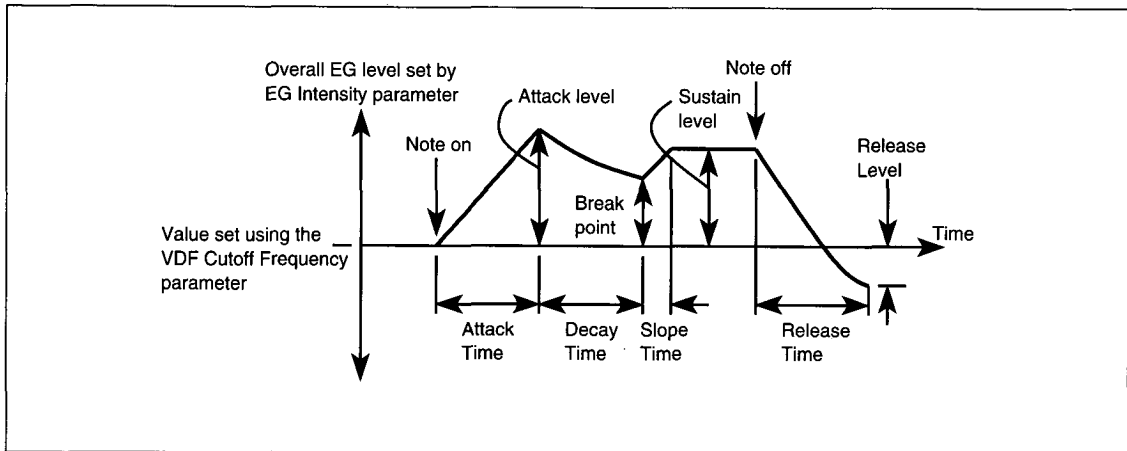 Overall EG level set by
EG Intensity parameter
Note on
Attack level
Sustain
level
Note off
Release
Level
Break
point
Value set using the
VDF Cutoff Frequency
parameter
Time
Attack
Time
Decay
Time
Slope
Time
Release
Time